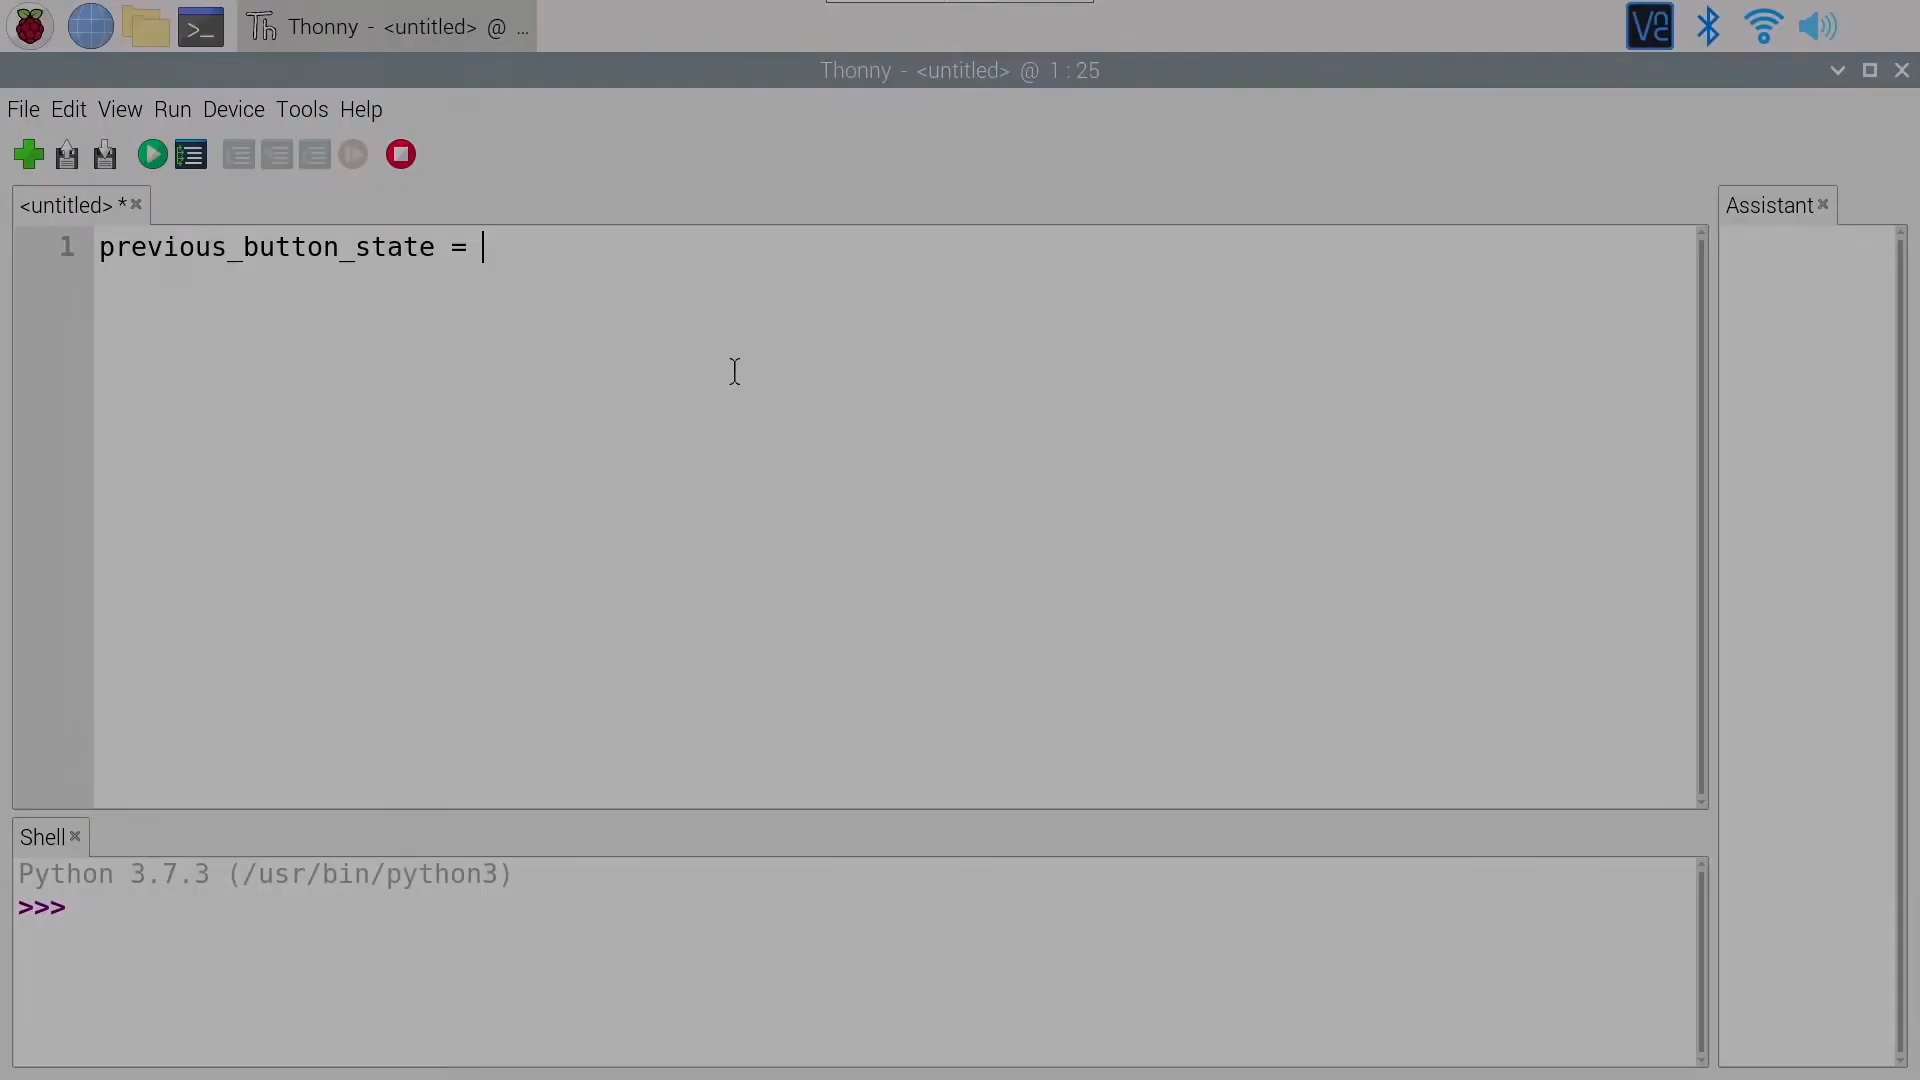 Thonny - <untitled> @ ...
Thonny - <untitled> @ 1 : 25
File Edit View Run Device Tools Help
<untitled> *
Assistant
1 previous_button_state =
Shell
Python 3.7.3 (/usr/bin/python3)
>>>